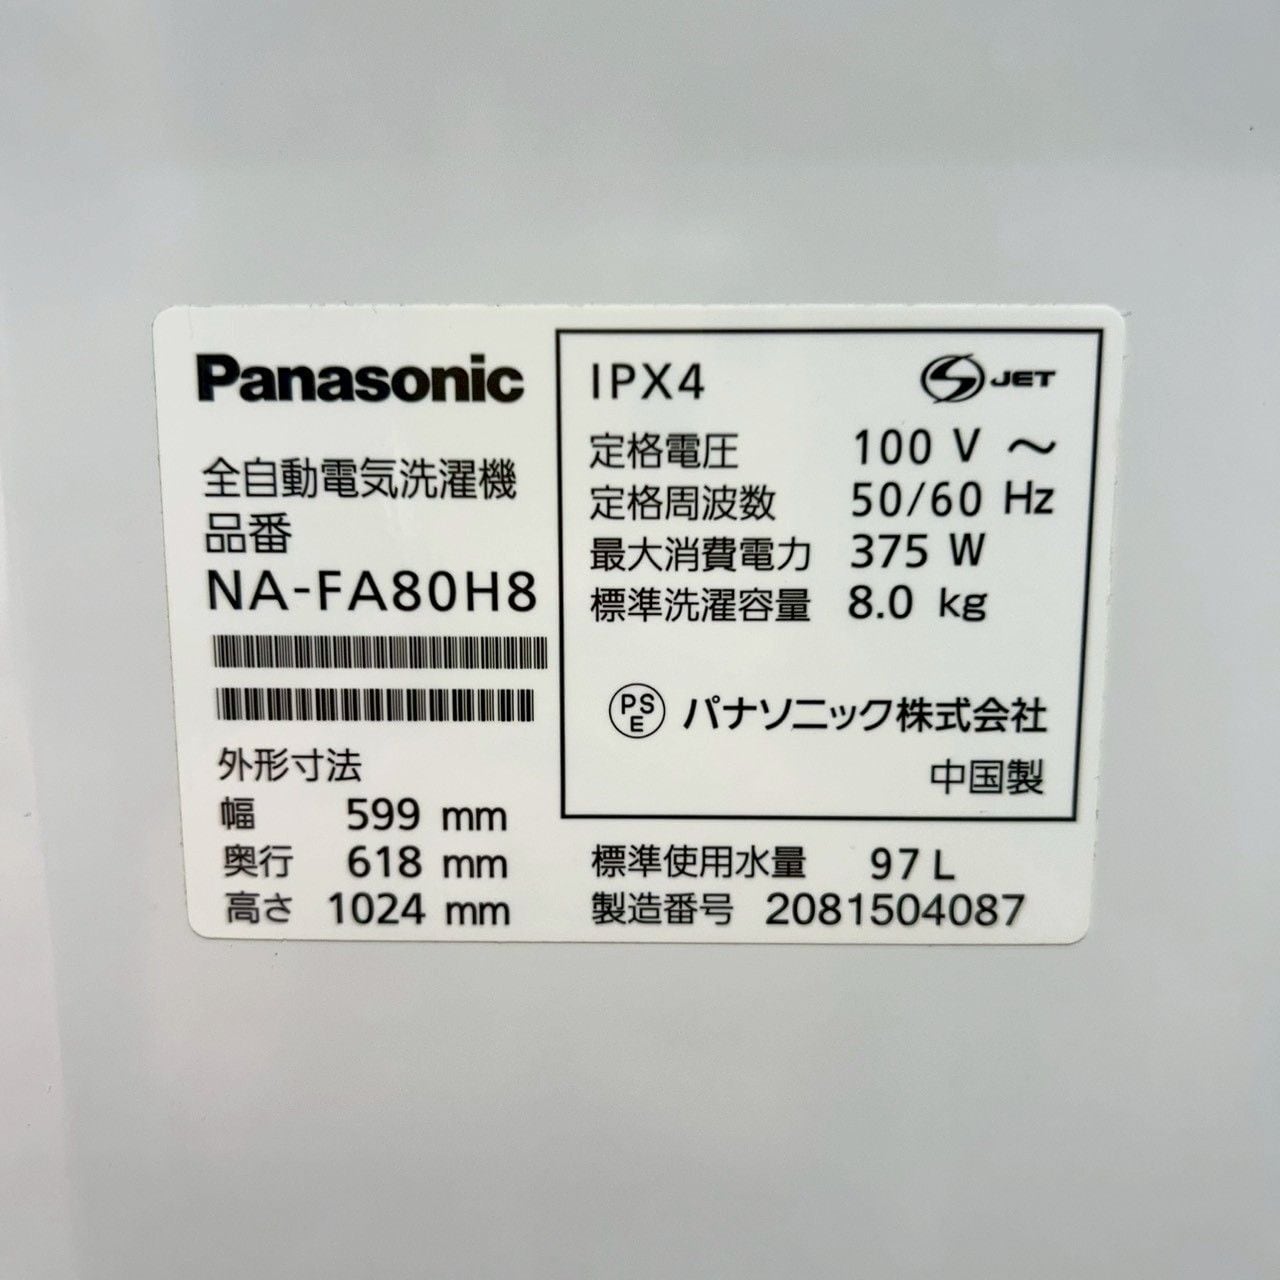 Panasonic
全自動電気洗濯機
品番
NA-FA80H8
外形寸法
幅 599 mm
奥行 618 mm
高さ 1024 mm
IPX4
S JET
定格電圧 100 V ～
定格周波数 50/60 Hz
最大消費電力 375 W
標準洗濯容量 8.0 kg
PS
E
パナソニック株式会社
中国製
標準使用水量 97 L
製造番号 2081504087